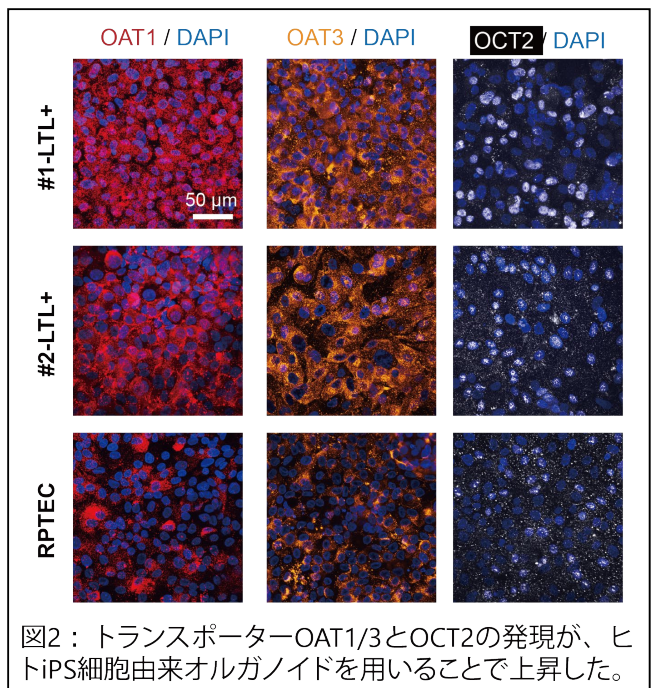 OAT1 / DAPI OAT3 / DAPI OCT2 / DAPI
#1-LTL+
50 µm
#2-LTL+
RPTEC
図2：トランスポーターOAT1/3とOCT2の発現が、ヒ
トiPS細胞由来オルガノイドを用いることで上昇した。